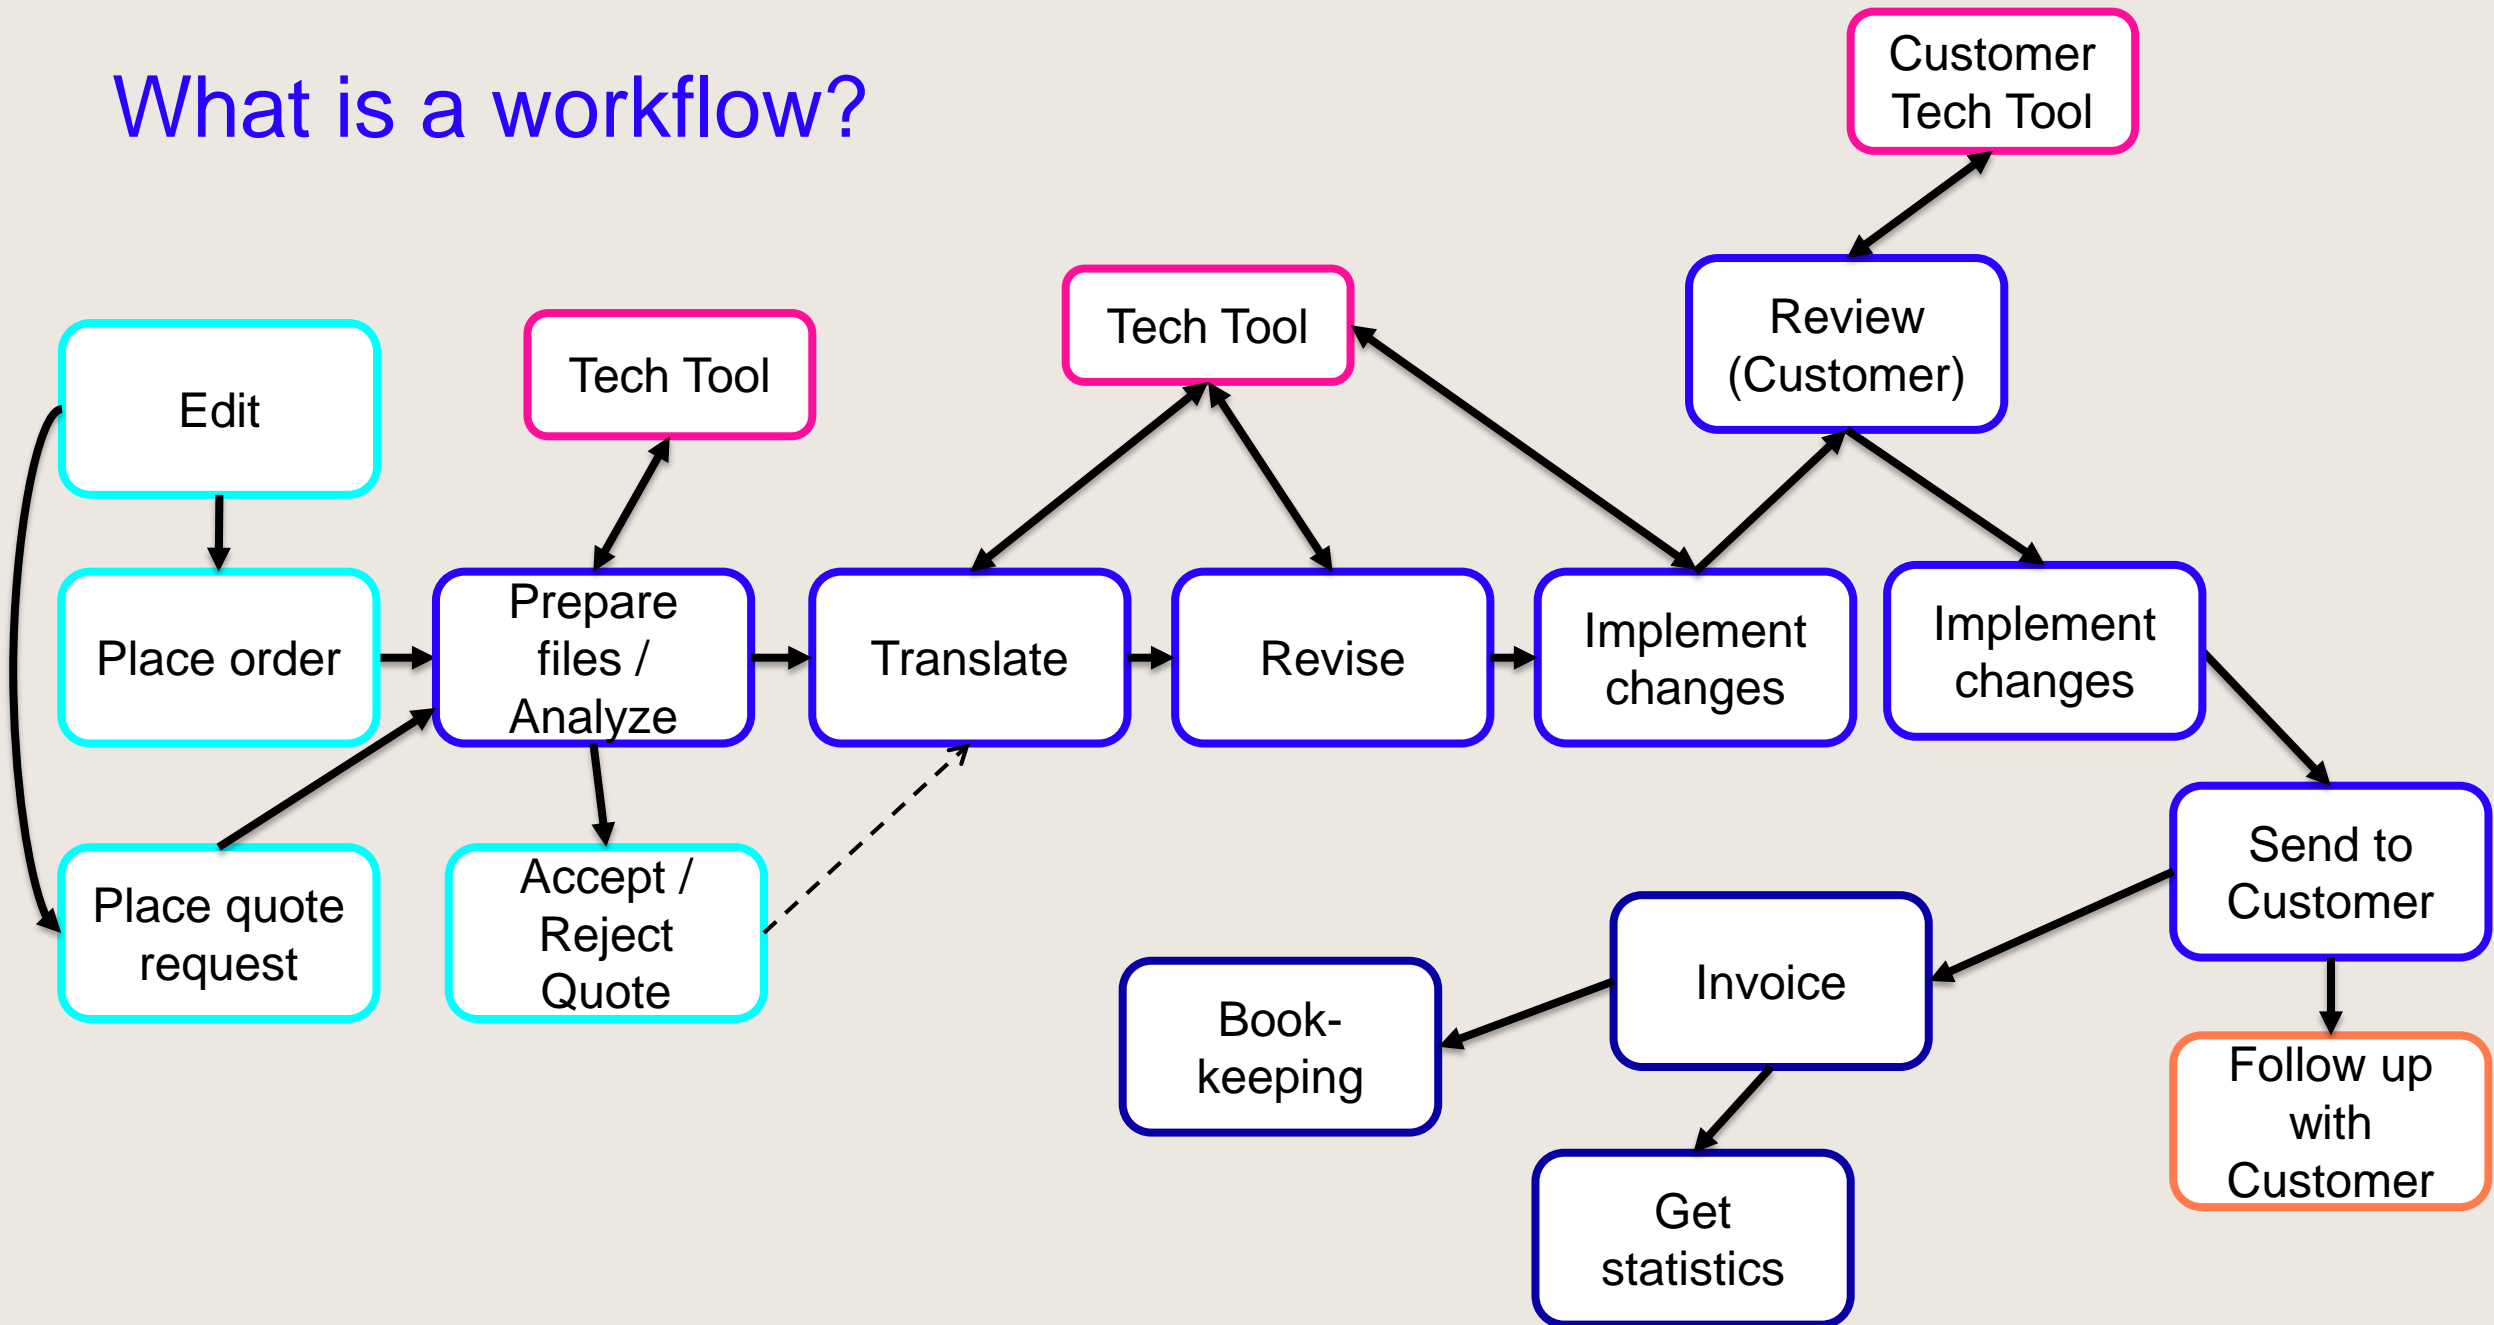 What is a workflow?
Customer
Tech Tool
Review
(Customer)
Tech Tool
Tech Tool
Edit
Place order
Prepare
files /
Analyze
Translate
Revise
Implement
changes
Implement
changes
Place quote
request
Accept /
Reject
Quote
Send to
Customer
Invoice
Book-
keeping
Follow up
with
Customer
Get
statistics